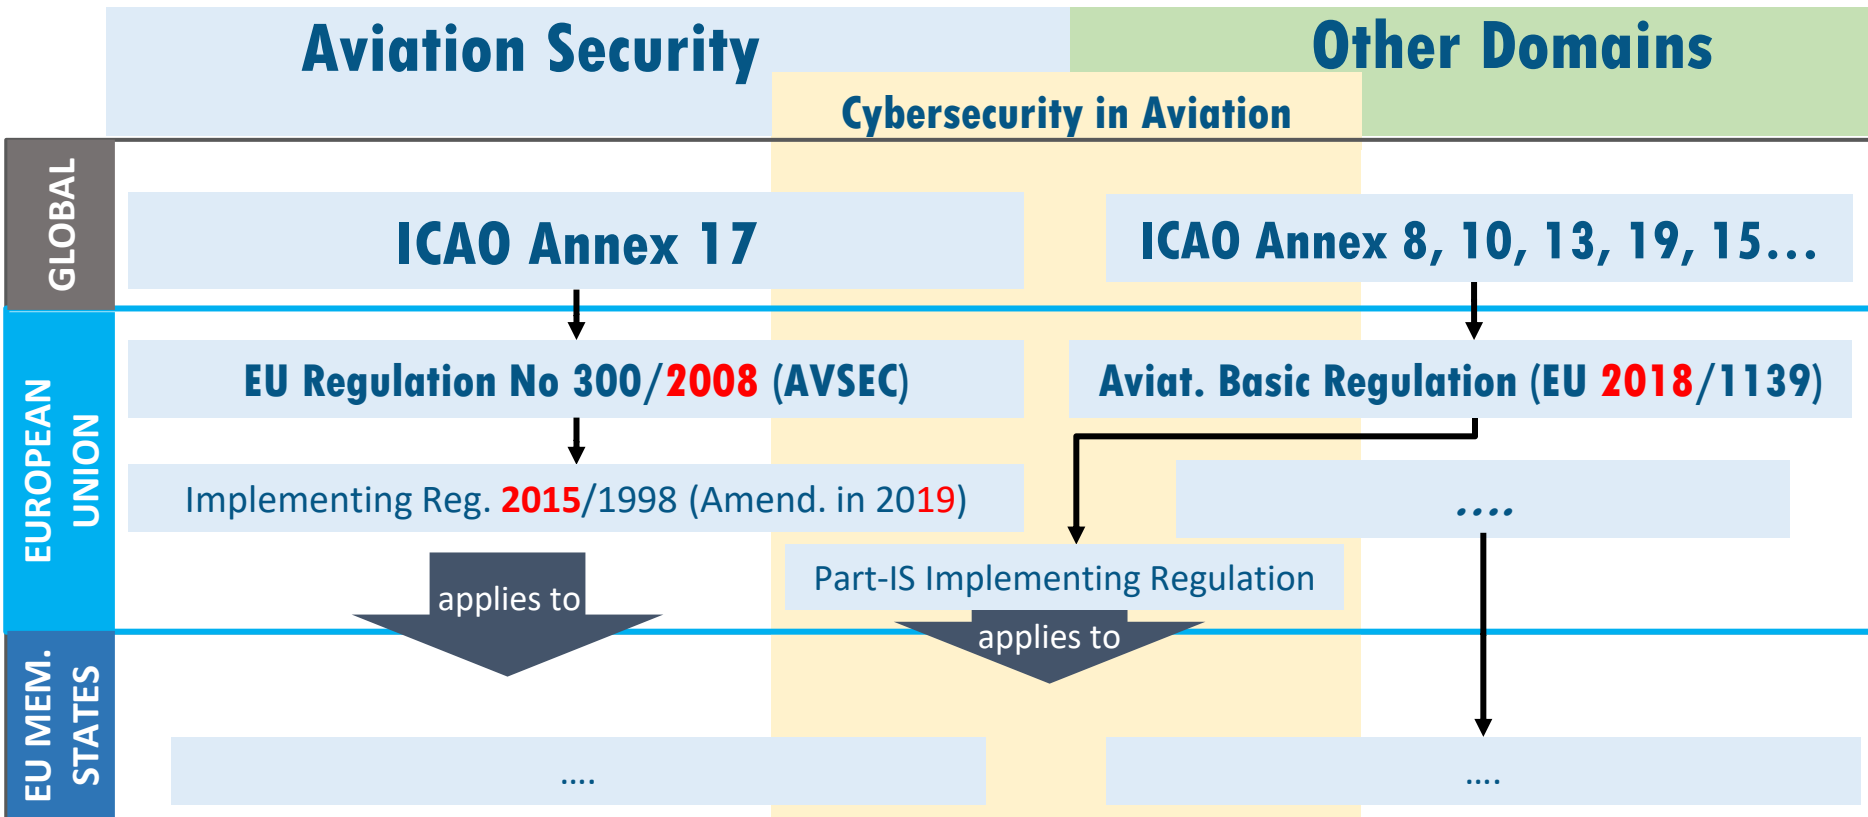 Aviation Security
Other Domains
Cybersecurity in Aviation
GLOBAL
ICAO Annex 17
ICAO Annex 8, 10, 13, 19, 15...
EUROPEAN
UNION
EU Regulation No 300/2008 (AVSEC)
Aviat. Basic Regulation (EU 2018/1139)
Implementing Reg. 2015/1998 (Amend. in 2019)
....
Part-IS Implementing Regulation
applies to
applies to
EU MEM.
STATES
....
....